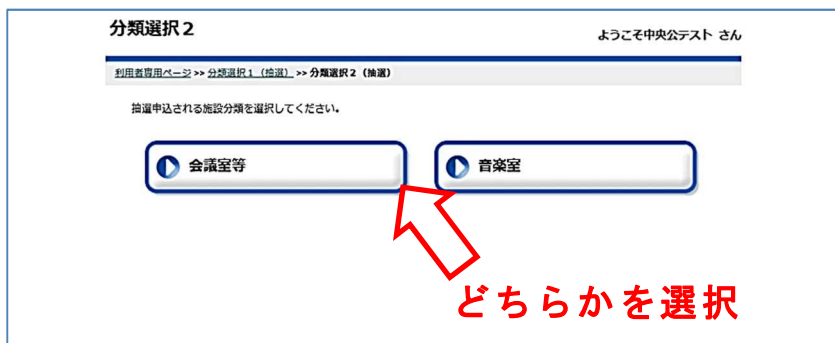 分類選択2
ようこそ中央公テスト さん
利用者専用ページ >> 分類選択1（抽選） >> 分類選択2（抽選）
抽選申込される施設分類を選択してください。
会議室等
音楽室
どちらかを選択